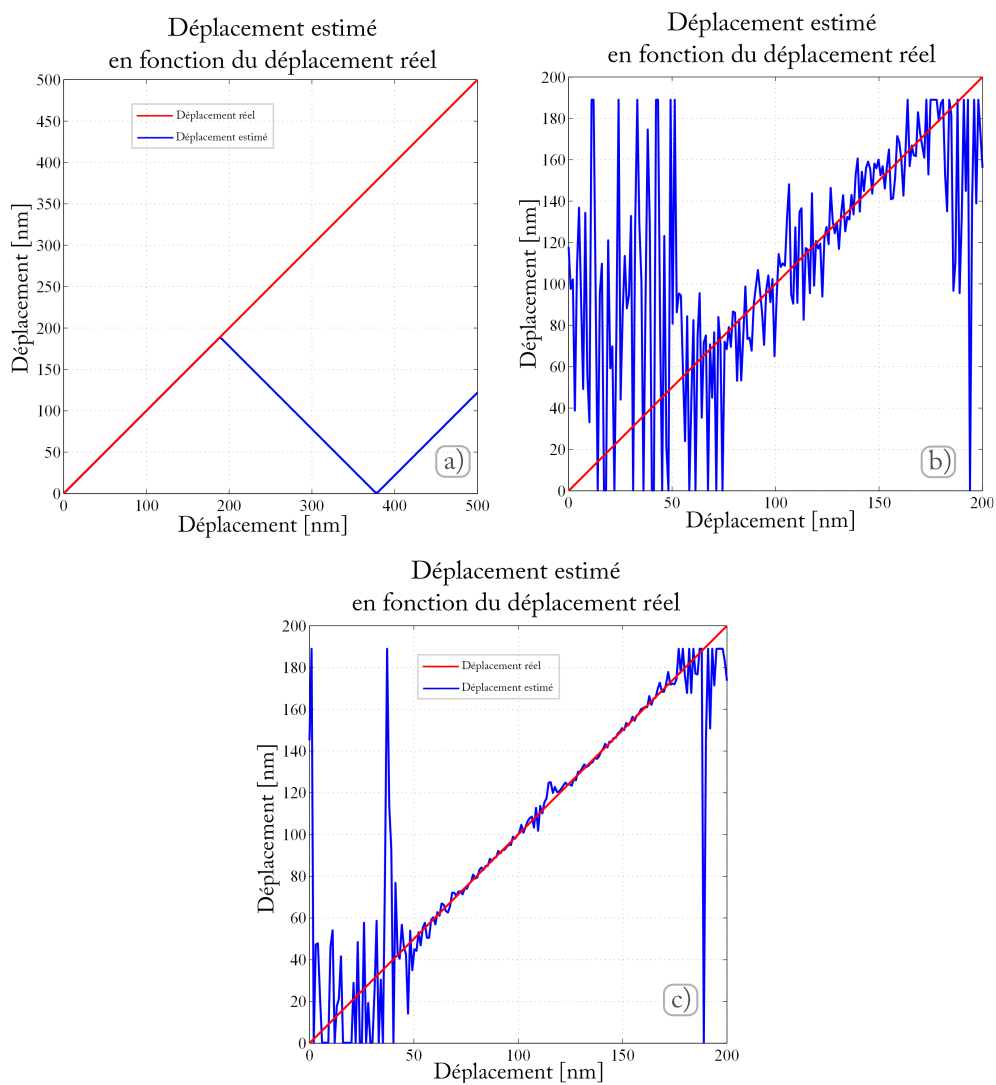 Déplacement estimé
en fonction du déplacement réel
500
450
400
350
300
250
200
150
100
50
0
Déplacement [nm]
Déplacement réel
Déplacement estimé
a)
0
100
200
300
400
500
Déplacement [nm]
Déplacement estimé
en fonction du déplacement réel
200
180
160
140
120
100
80
60
40
20
0
Déplacement [nm]
b)
0
50
100
150
200
Déplacement [nm]
Déplacement estimé
en fonction du déplacement réel
200
180
160
140
120
100
80
60
40
20
0
Déplacement [nm]
Déplacement réel
Déplacement estimé
c)
0
50
100
150
200
Déplacement [nm]